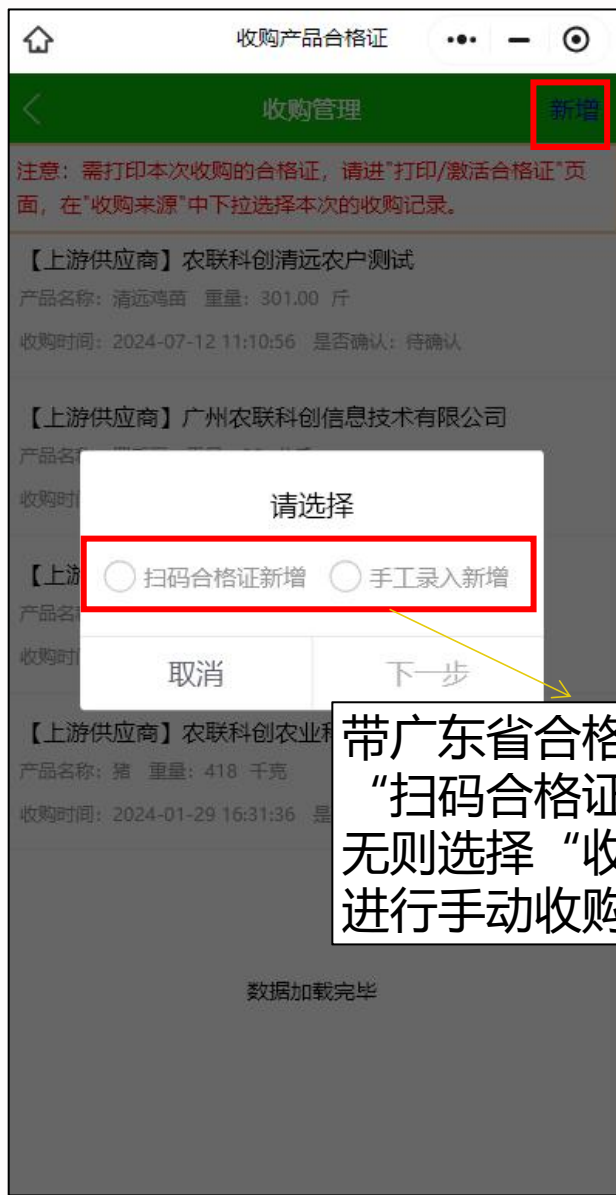 收购产品合格证
收购管理
新增
注意：需打印本次收购的合格证，请进"打印/激活合格证"页
面，在"收购来源"中下拉选择本次的收购记录。
【上游供应商】农联科创清远农户测试
产品名称：清远鸡苗 重量：301.00 斤
收购时间：2024-07-12 11:10:56 是否确认：待确认
【上游供应商】广州农联科创信息技术有限公司
产品名
收购时
请选择
【上游
扫码合格证新增 手工录入新增
产品名
收购时
取消 下一步
【上游供应商】农联科创农业
产品名称：猪 重量：418 千克
收购时间：2024-01-29 16:31:36 是
带广东省合格
“扫码合格证
无则选择“收
进行手动收购
数据加载完毕